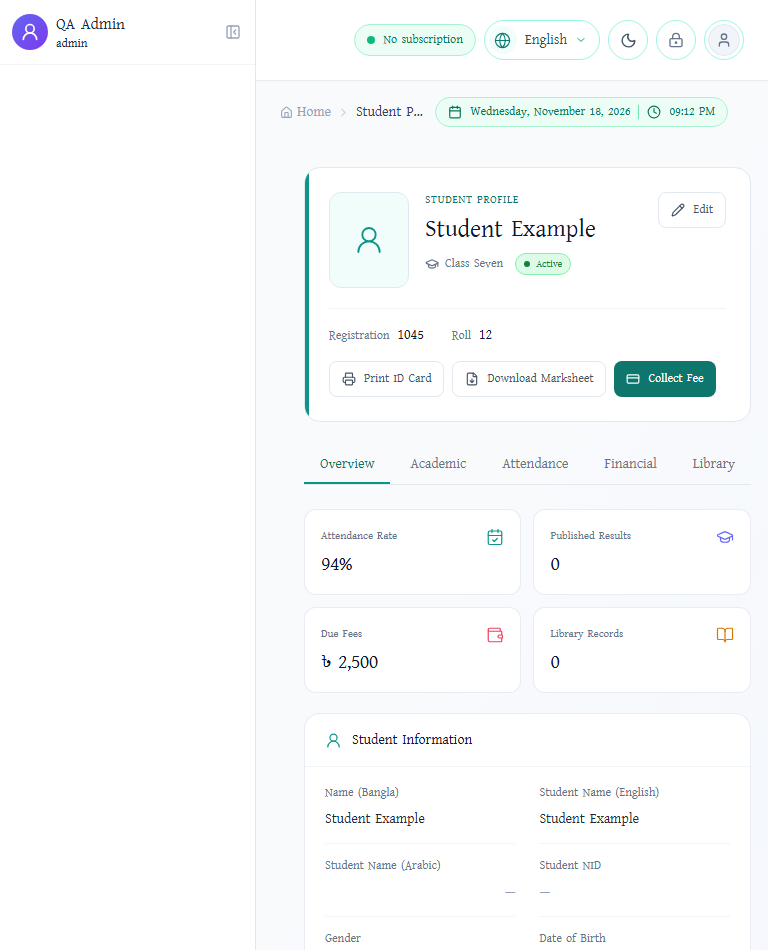 QA Admin
admin
No subscription
English
Home
Student P...
Wednesday, November 18, 2026
09:12 PM
STUDENT PROFILE
Student Example
Edit
Class Seven
Active
Registration 1045
Roll 12
Print ID Card
Download Marksheet
Collect Fee
Overview
Academic
Attendance
Financial
Library
Attendance Rate
94%
Published Results
0
Due Fees
৳ 2,500
Library Records
0
Student Information
Name (Bangla)
Student Example
Student Name (English)
Student Example
Student Name (Arabic)
—
Student NID
—
Gender
Date of Birth